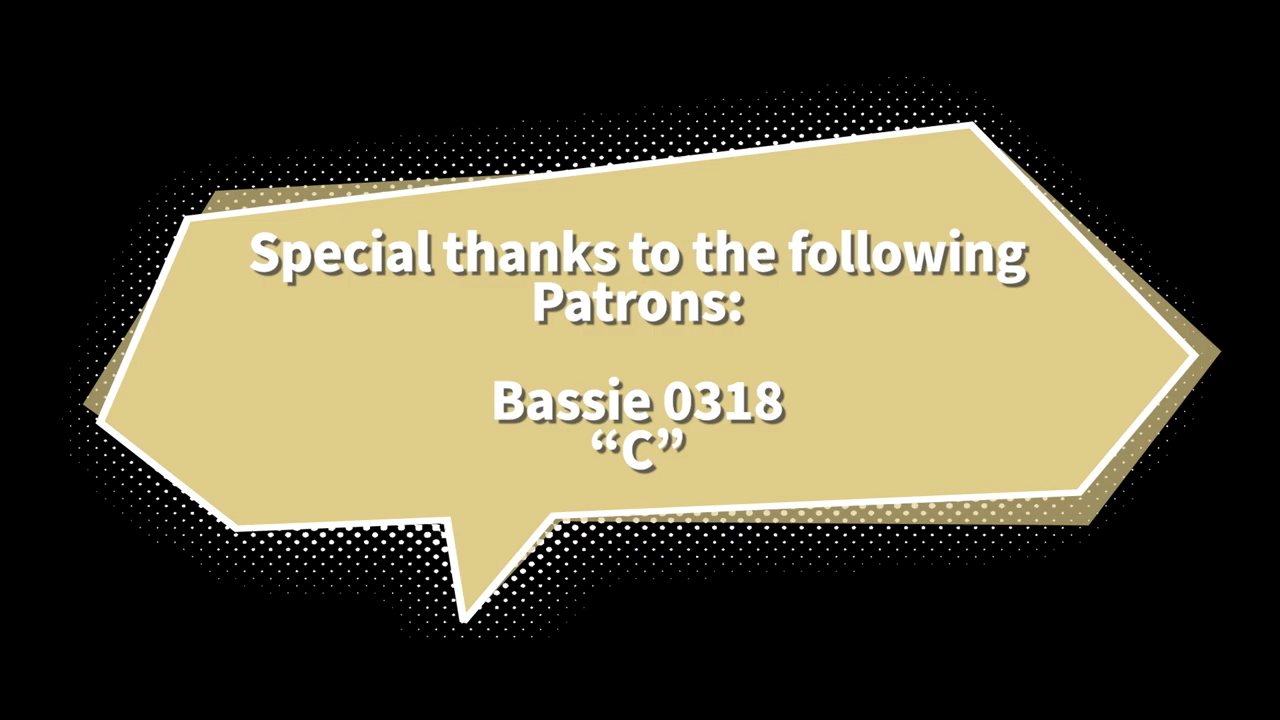 Special thanks to the following
Patrons:
Bassie 0318
“C”